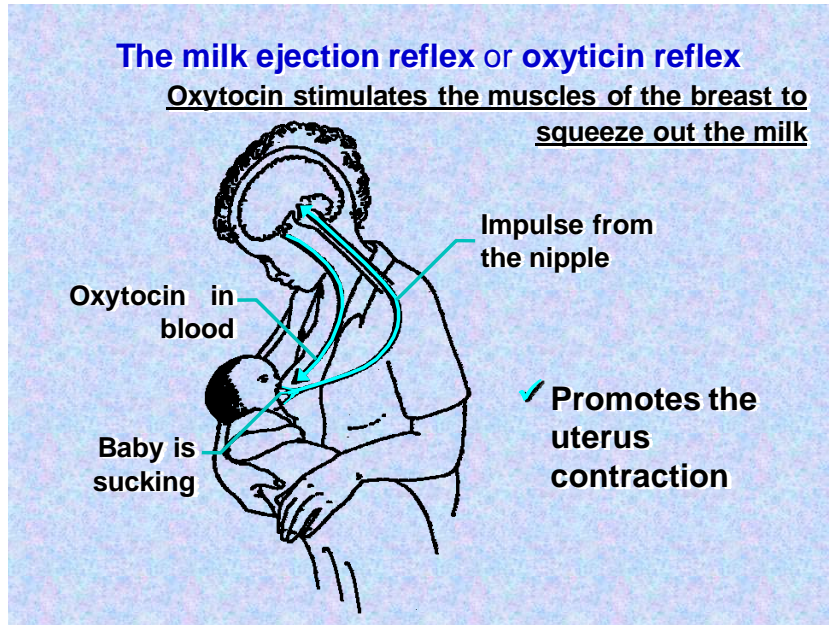 The milk ejection reflex or oxyticin reflex
Oxytocin stimulates the muscles of the breast to
squeeze out the milk
Impulse from
the nipple
Oxytocin in
blood
Promotes the
uterus
contraction
Baby is
sucking